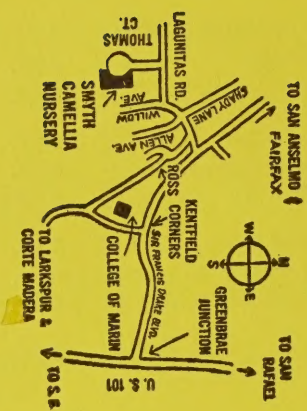 TO SAN ANSELMO &
FAIRFAX
LAGUNITAS RD.
THOMAS
CT.
SHADY LANE
WILLOW
AVE.
ALLEN AVE.
SMYTH
CAMELLIA
NURSERY
ROSS
CORNERS
KENTFIELD
SIR FRANCIS DRAKE BLVD.
COLLEGE OF MARIN
TO LARKSPUR &
CORTE MADERA
N
W
E
S
GREENBRAE
JUNCTION
TO SAN
RAFAEL
U.S. 101
TO S.F.